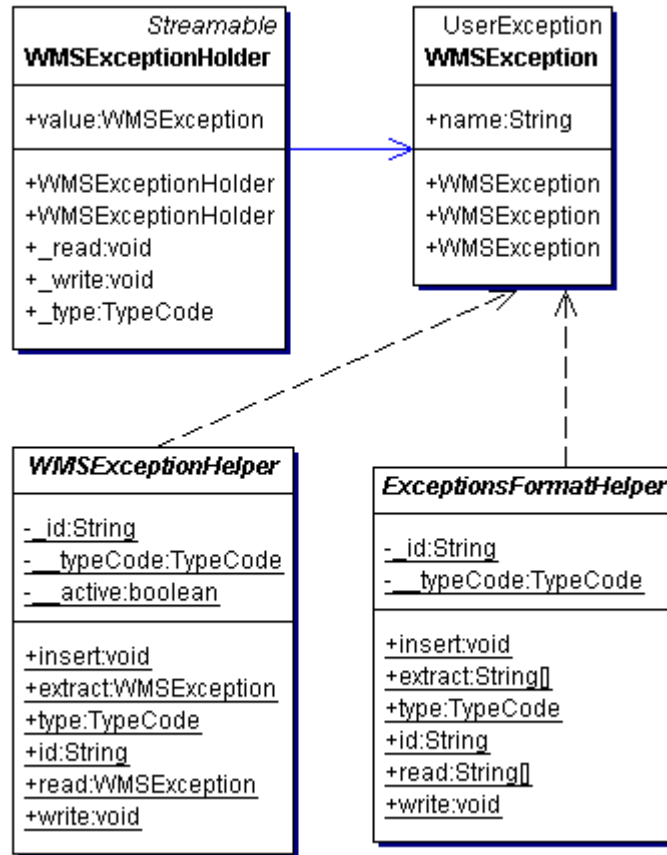 Streamable
WMSExceptionHolder
+value:WMSException
+WMSExceptionHolder
+WMSExceptionHolder
+_read:void
+_write:void
+_type:TypeCode
UserException
WMSException
+name:String
+WMSException
+WMSException
+WMSException
WMSExceptionHelper
-_id:String
-__typeCode:TypeCode
-__active:boolean
+insert:void
+extract:WMSException
+type:TypeCode
+id:String
+read:WMSException
+write:void
ExceptionsFormatHelper
-_id:String
-__typeCode:TypeCode
+insert:void
+extract:String[]
+type:TypeCode
+id:String
+read:String[]
+write:void